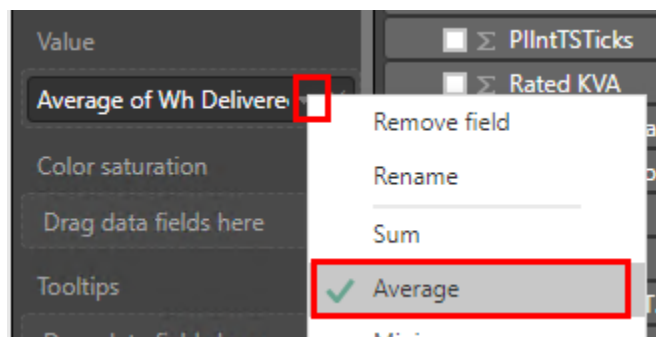 Value
Average of Wh Delivere
Color saturation
Drag data fields here
Tooltips
PIIntTSTicks
Rated KVA
Remove field
Rename
Sum
Average